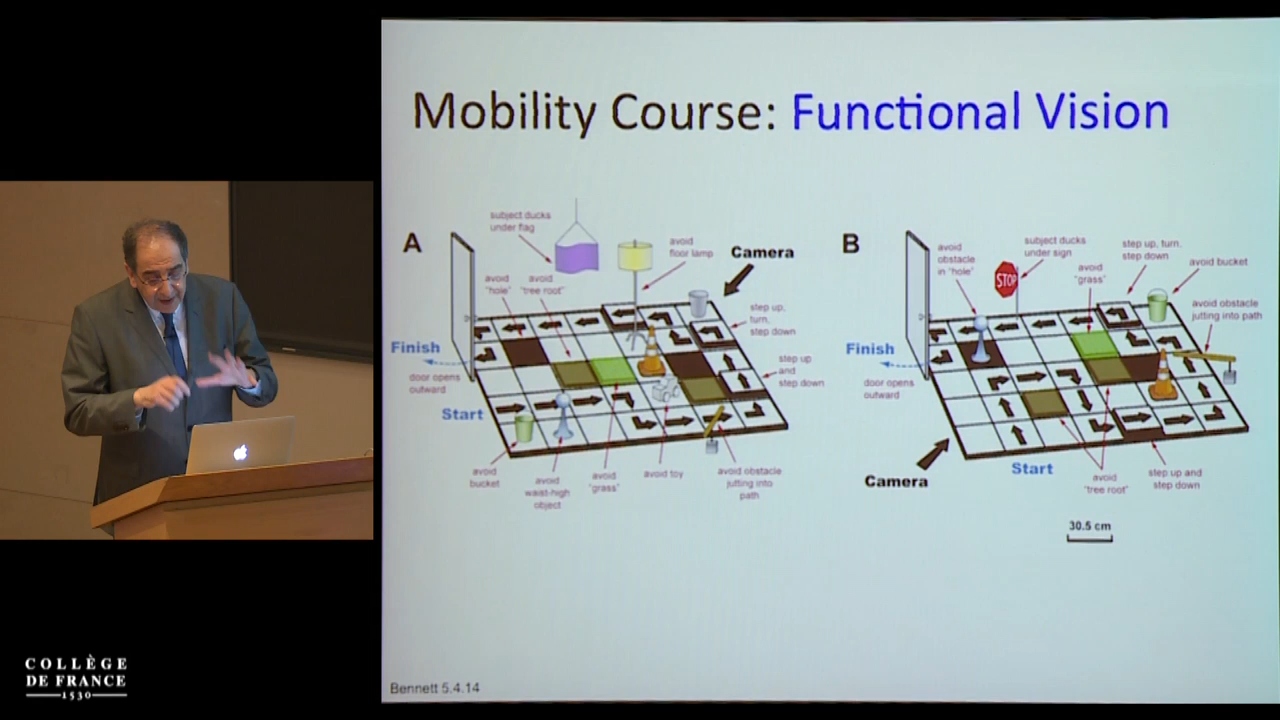 Mobility Course: Functional Vision
A
subject ducks
under flag
avoid
floor lamp
Camera
avoid
"hole"
avoid
"tree root"
step up,
turn,
step down
step up
and
step down
Finish
door opens
outward
Start
avoid
bucket
avoid
waist-high
object
avoid
"grass"
avoid toy
avoid obstacle
jutting into
path
B
avoid
obstacle
in "hole"
subject ducks
under sign
STOP
avoid
"grass"
step up, turn,
step down
avoid bucket
avoid obstacle
jutting into path
Finish
door opens
outward
Camera
Start
avoid
"tree root"
step up and
step down
30.5 cm
Bennett 5.4.14
COLLÈGE
DE FRANCE
1530